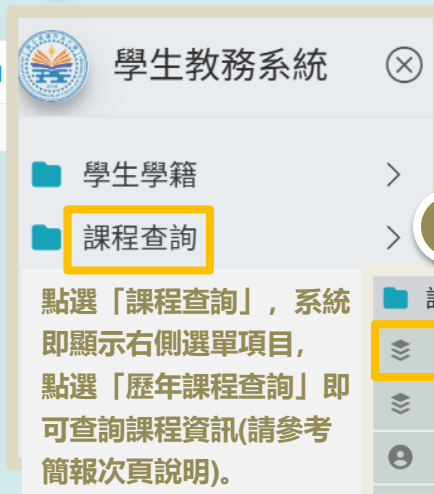 學生教務系統
學生學籍
課程查詢
點選「課程查詢」，系統
即顯示右側選單項目，
點選「歷年課程查詢」即
可查詢課程資訊(請參考
簡報次頁說明)。